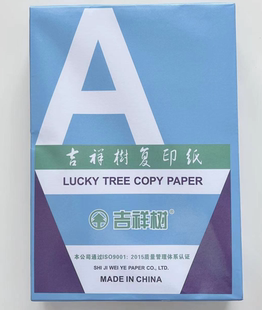 A
吉祥树复印纸
LUCKY TREE COPY PAPER
吉祥树
本公司通过ISO9001: 2015质量管理体系认证
SHI JI WEI YE PAPER CO., LTD.
MADE IN CHINA